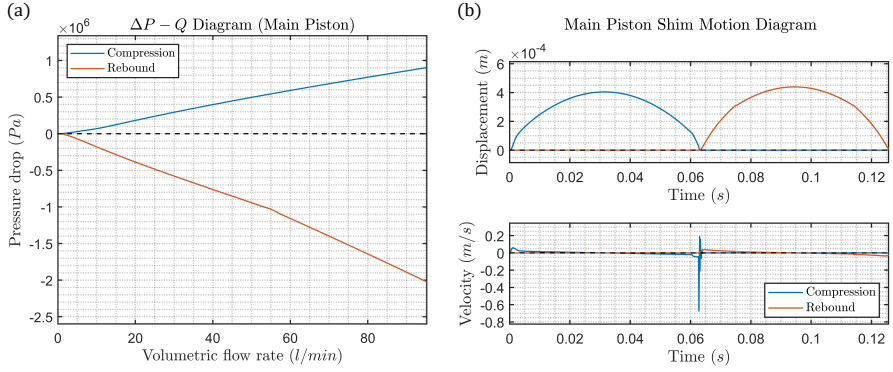 (a)
ΔP − Q Diagram (Main Piston)
×10⁶
Compression
Rebound
1
0.5
0
-0.5
-1
-1.5
-2
-2.5
Pressure drop (Pa)
0 20 40 60 80
Volumetric flow rate (l/min)
(b)
Main Piston Shim Motion Diagram
×10⁻⁴
6
4
2
0
Displacement (m)
0 0.02 0.04 0.06 0.08 0.1 0.12
Time (s)
0.2
0
-0.2
-0.4
-0.6
-0.8
Velocity (m/s)
Compression
Rebound
0 0.02 0.04 0.06 0.08 0.1 0.12
Time (s)